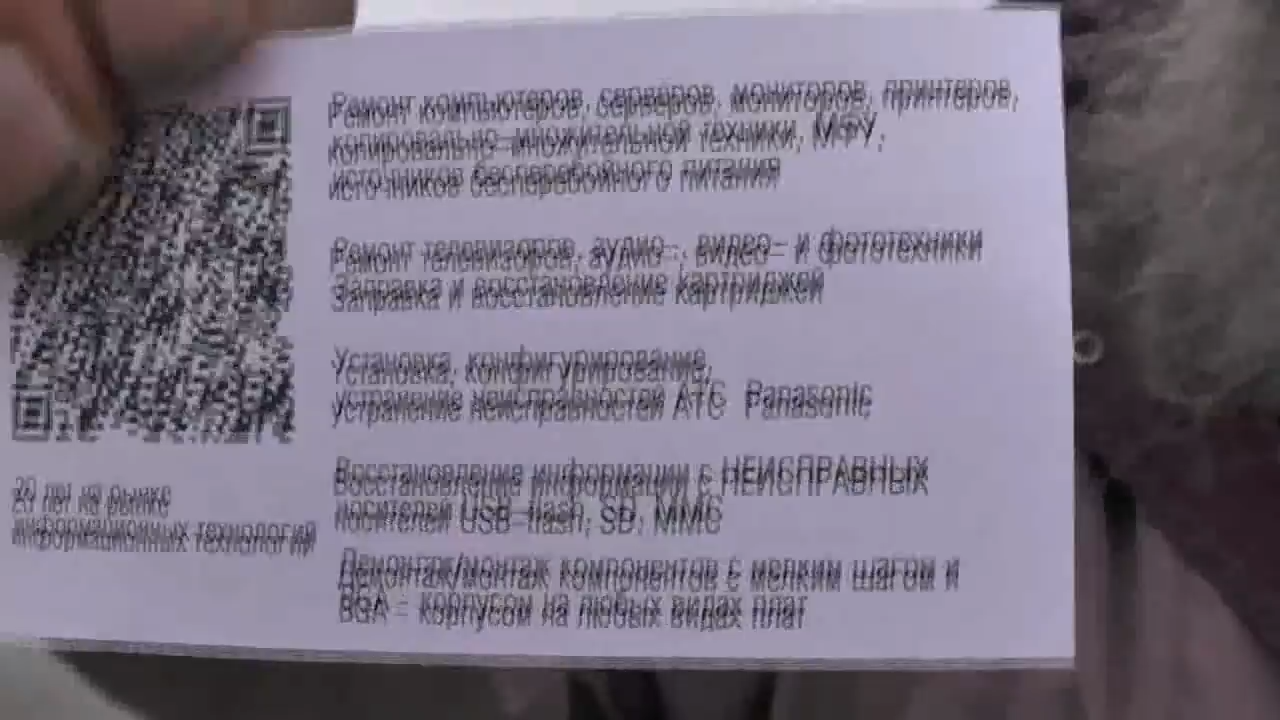 Ремонт компьютеров, серверов, мониторов, принтеров,
копировально-множительной техники, МФУ,
источников бесперебойного питания
Ремонт телевизоров, аудио-, видео- и фототехники
Заправка и восстановление картриджей
Установка, конфигурирование,
устранение неисправностей АТС Panasonic
Восстановление информации с НЕИСПРАВНЫХ
носителей USB-flash, SD, MMC
Демонтаж/монтаж компонентов с мелким шагом и
BGA - корпусом на любых видах плат
20 лет на рынке
информационных технологий